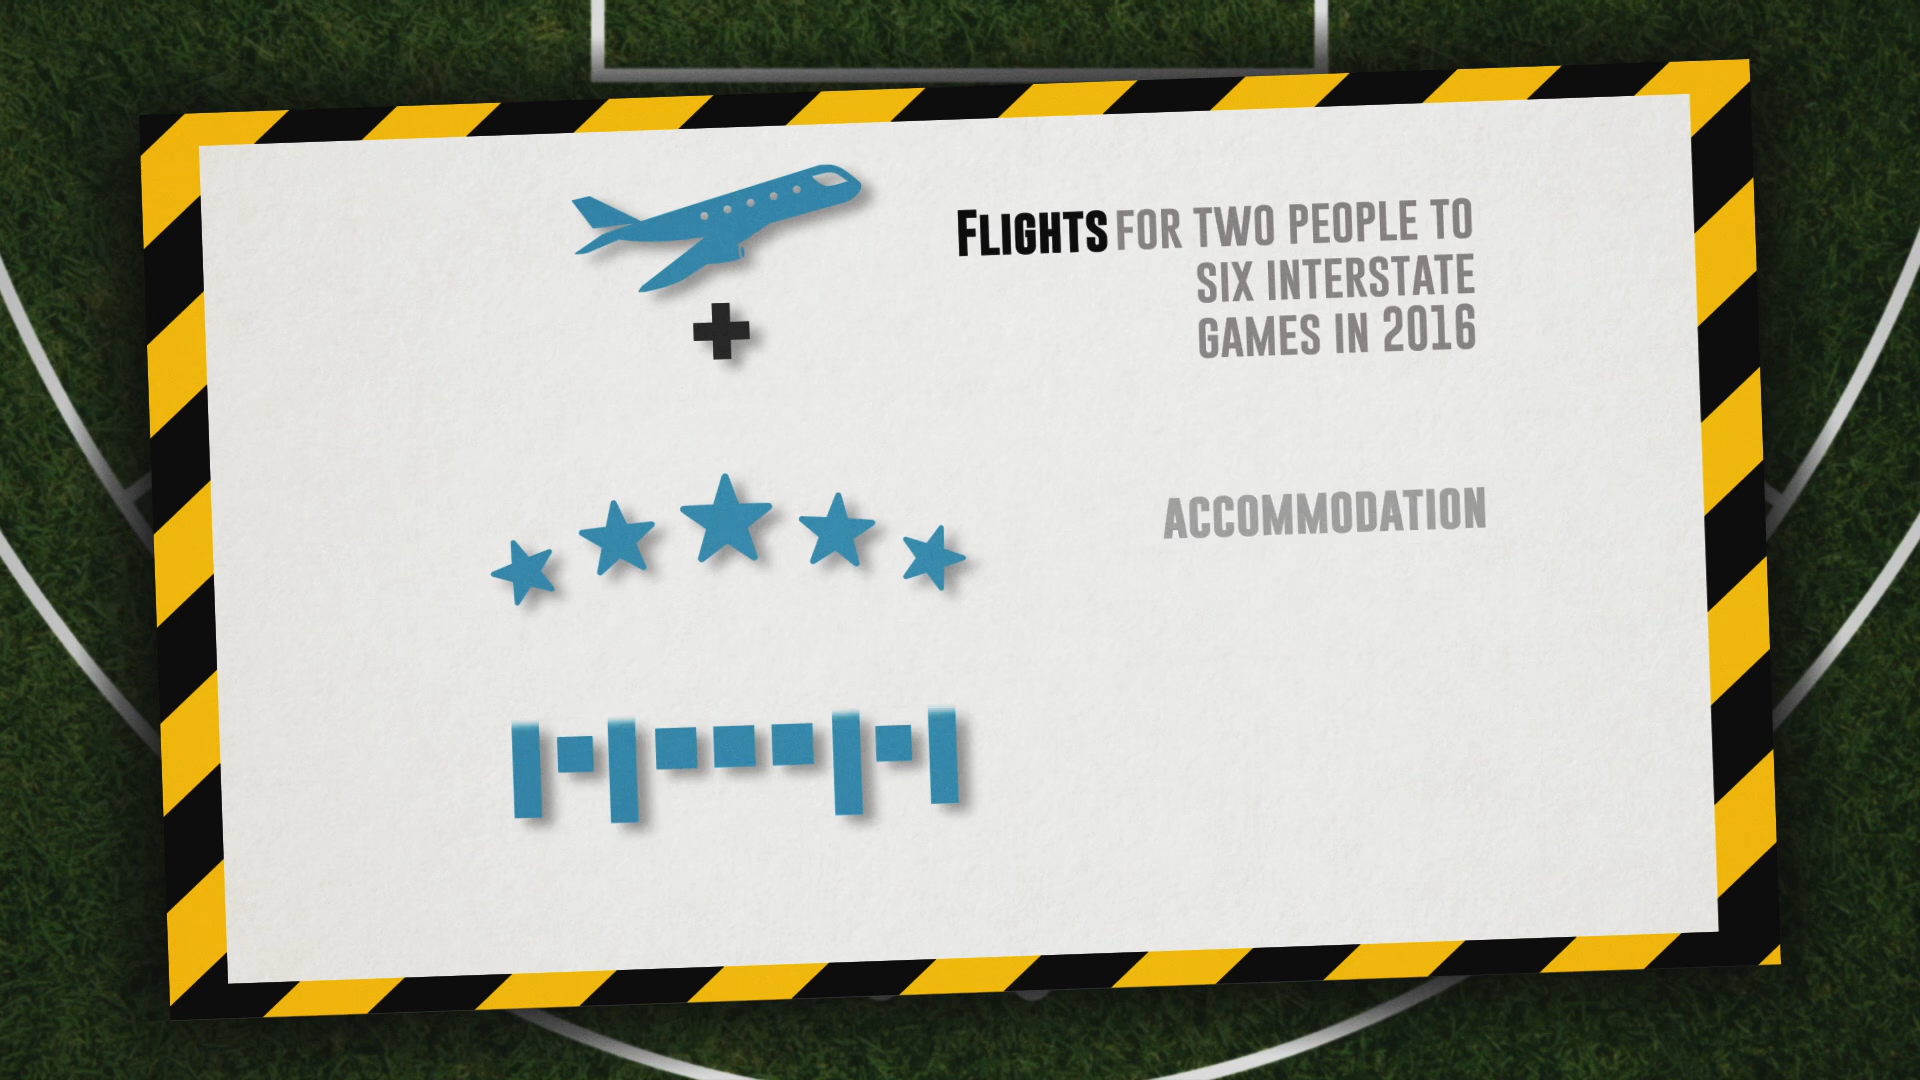 FLIGHTS FOR TWO PEOPLE TO
SIX INTERSTATE
GAMES IN 2016
ACCOMMODATION